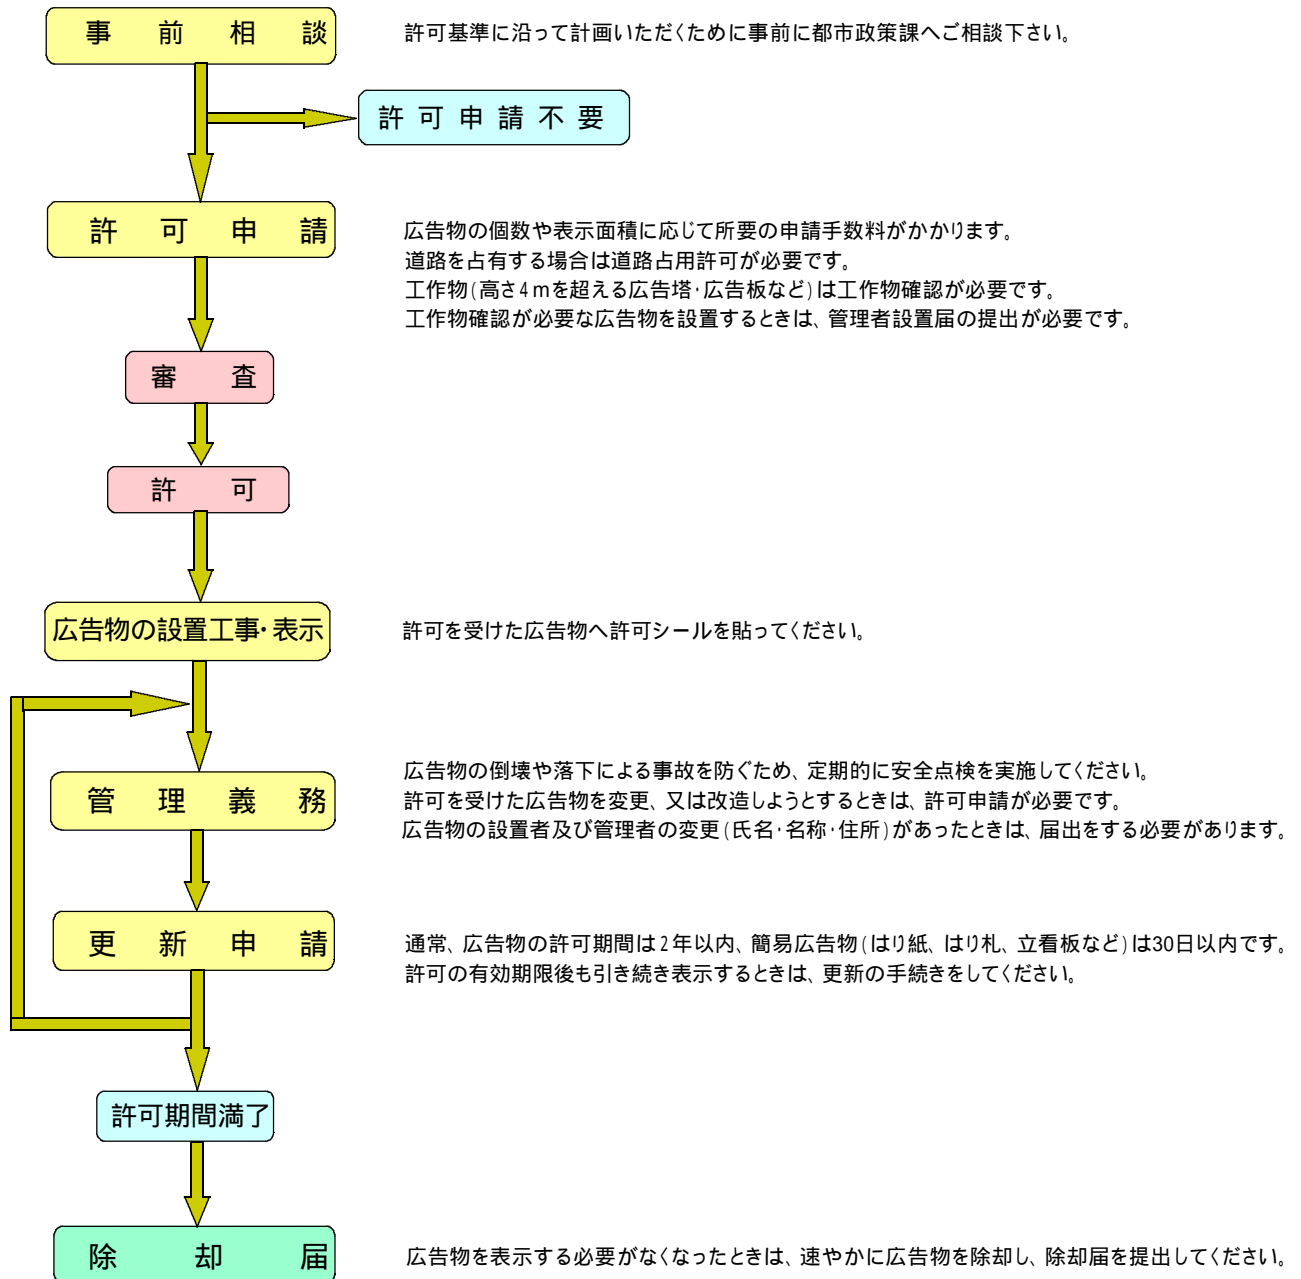 事前相談
許可基準に沿って計画いただくために事前に都市政策課へご相談下さい。
許可申請不要
許可申請
広告物の個数や表示面積に応じて所要の申請手数料がかかります。
道路を占有する場合は道路占用許可が必要です。
工作物(高さ4mを超える広告塔・広告板など)は工作物確認が必要です。
工作物確認が必要な広告物を設置するときは、管理者設置届の提出が必要です。
審査
許可
広告物の設置工事・表示
許可を受けた広告物へ許可シールを貼ってください。
管理義務
広告物の倒壊や落下による事故を防ぐため、定期的に安全点検を実施してください。
許可を受けた広告物を変更、又は改造しようとするときは、許可申請が必要です。
広告物の設置者及び管理者の変更(氏名・名称・住所)があったときは、届出をする必要があります。
更新申請
通常、広告物の許可期間は2年以内、簡易広告物(はり紙、はり札、立看板など)は30日以内です。
許可の有効期限後も引き続き表示するときは、更新の手続きをしてください。
許可期間満了
除却届
広告物を表示する必要がなくなったときは、速やかに広告物を除却し、除却届を提出してください。